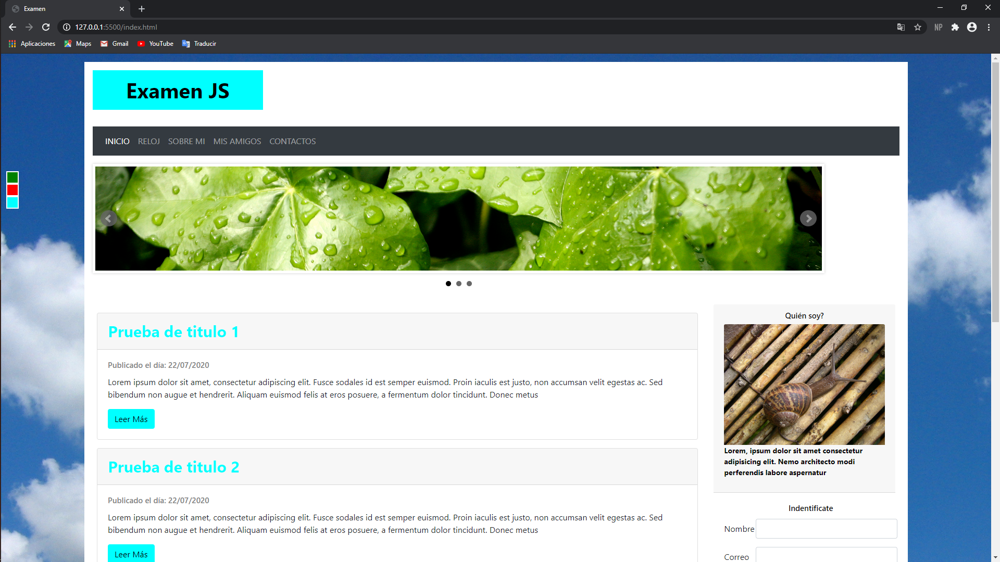 Examen
127.0.0.1:5500/index.html
NP
Aplicaciones Maps Gmail YouTube Traducir
Examen JS
INICIO RELOJ SOBRE MI MIS AMIGOS CONTACTOS
Prueba de titulo 1
Publicado el día: 22/07/2020
Lorem ipsum dolor sit amet, consectetur adipiscing elit. Fusce sodales id est semper euismod. Proin iaculis est justo, non accumsan velit egestas ac. Sed
bibendum non augue et hendrerit. Aliquam euismod felis at eros posuere, a fermentum dolor tincidunt. Donec metus
Leer Más
Prueba de titulo 2
Publicado el día: 22/07/2020
Lorem ipsum dolor sit amet, consectetur adipiscing elit. Fusce sodales id est semper euismod. Proin iaculis est justo, non accumsan velit egestas ac. Sed
bibendum non augue et hendrerit. Aliquam euismod felis at eros posuere, a fermentum dolor tincidunt. Donec metus
Leer Más
Quién soy?
Lorem, ipsum dolor sit amet consectetur
adipisicing elit. Nemo architecto modi
perferendis labore aspernatur
Indentificate
Nombre
Correo